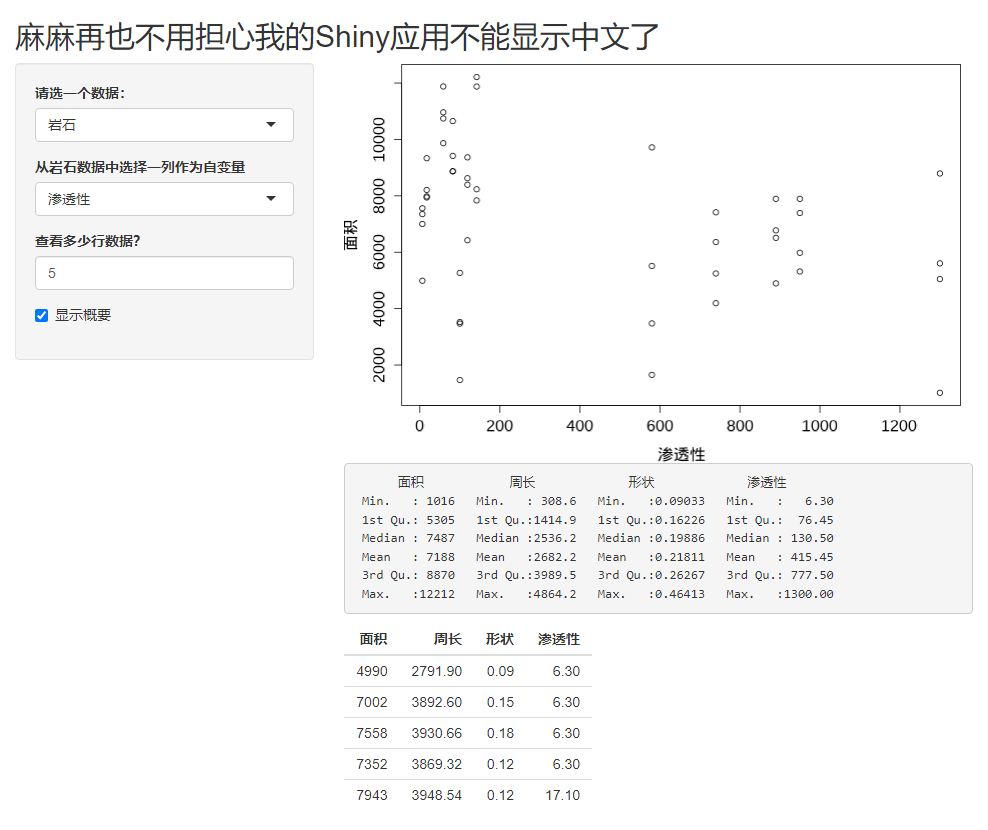 麻麻再也不用担心我的Shiny应用不能显示中文了
请选一个数据：
岩石
从岩石数据中选择一列作为自变量
渗透性
查看多少行数据？
5
显示概要
面积
10000
8000
6000
4000
2000
0 200 400 600 800 1000 1200
渗透性
面积 周长 形状 渗透性
Min.   : 1016   Min.   : 308.6   Min.   :0.09033   Min.   :   6.30
1st Qu.: 5305   1st Qu.:1414.9   1st Qu.:0.16226   1st Qu.:  76.45
Median : 7487   Median :2536.2   Median :0.19886   Median : 130.50
Mean   : 7188   Mean   :2682.2   Mean   :0.21811   Mean   : 415.45
3rd Qu.: 8870   3rd Qu.:3989.5   3rd Qu.:0.26267   3rd Qu.: 777.50
Max.   :12212   Max.   :4864.2   Max.   :0.46413   Max.   :1300.00
面积 周长 形状 渗透性
4990 2791.90 0.09 6.30
7002 3892.60 0.15 6.30
7558 3930.66 0.18 6.30
7352 3869.32 0.12 6.30
7943 3948.54 0.12 17.10